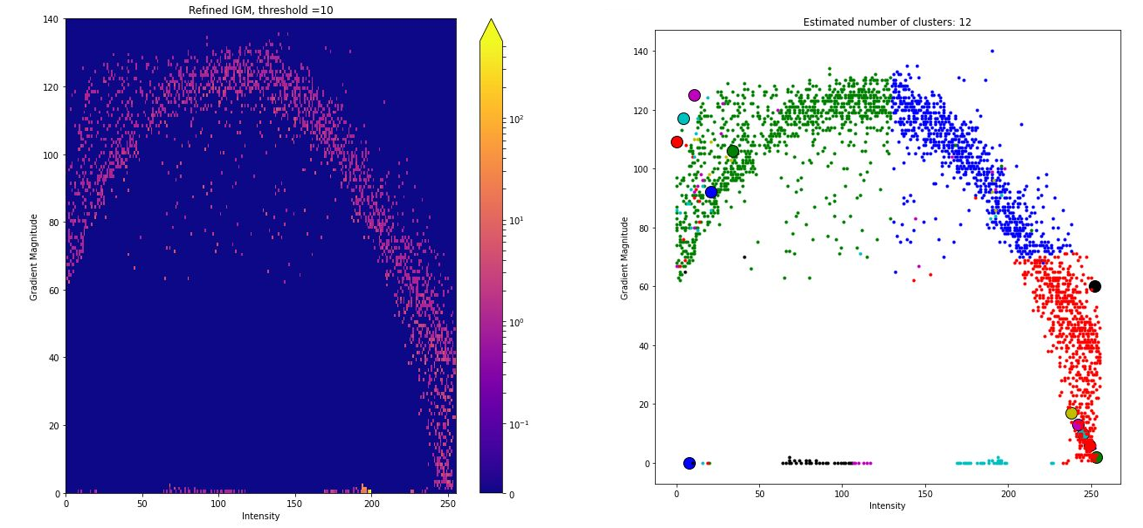 Refined IGM, threshold =10
140
120
100
80
60
40
20
0
Gradient Magnitude
0 50 100 150 200 250
Intensity
10²
10¹
10⁰
10⁻¹
0
Estimated number of clusters: 12
140
120
100
80
60
40
20
0
Gradient Magnitude
0 50 100 150 200 250
Intensity